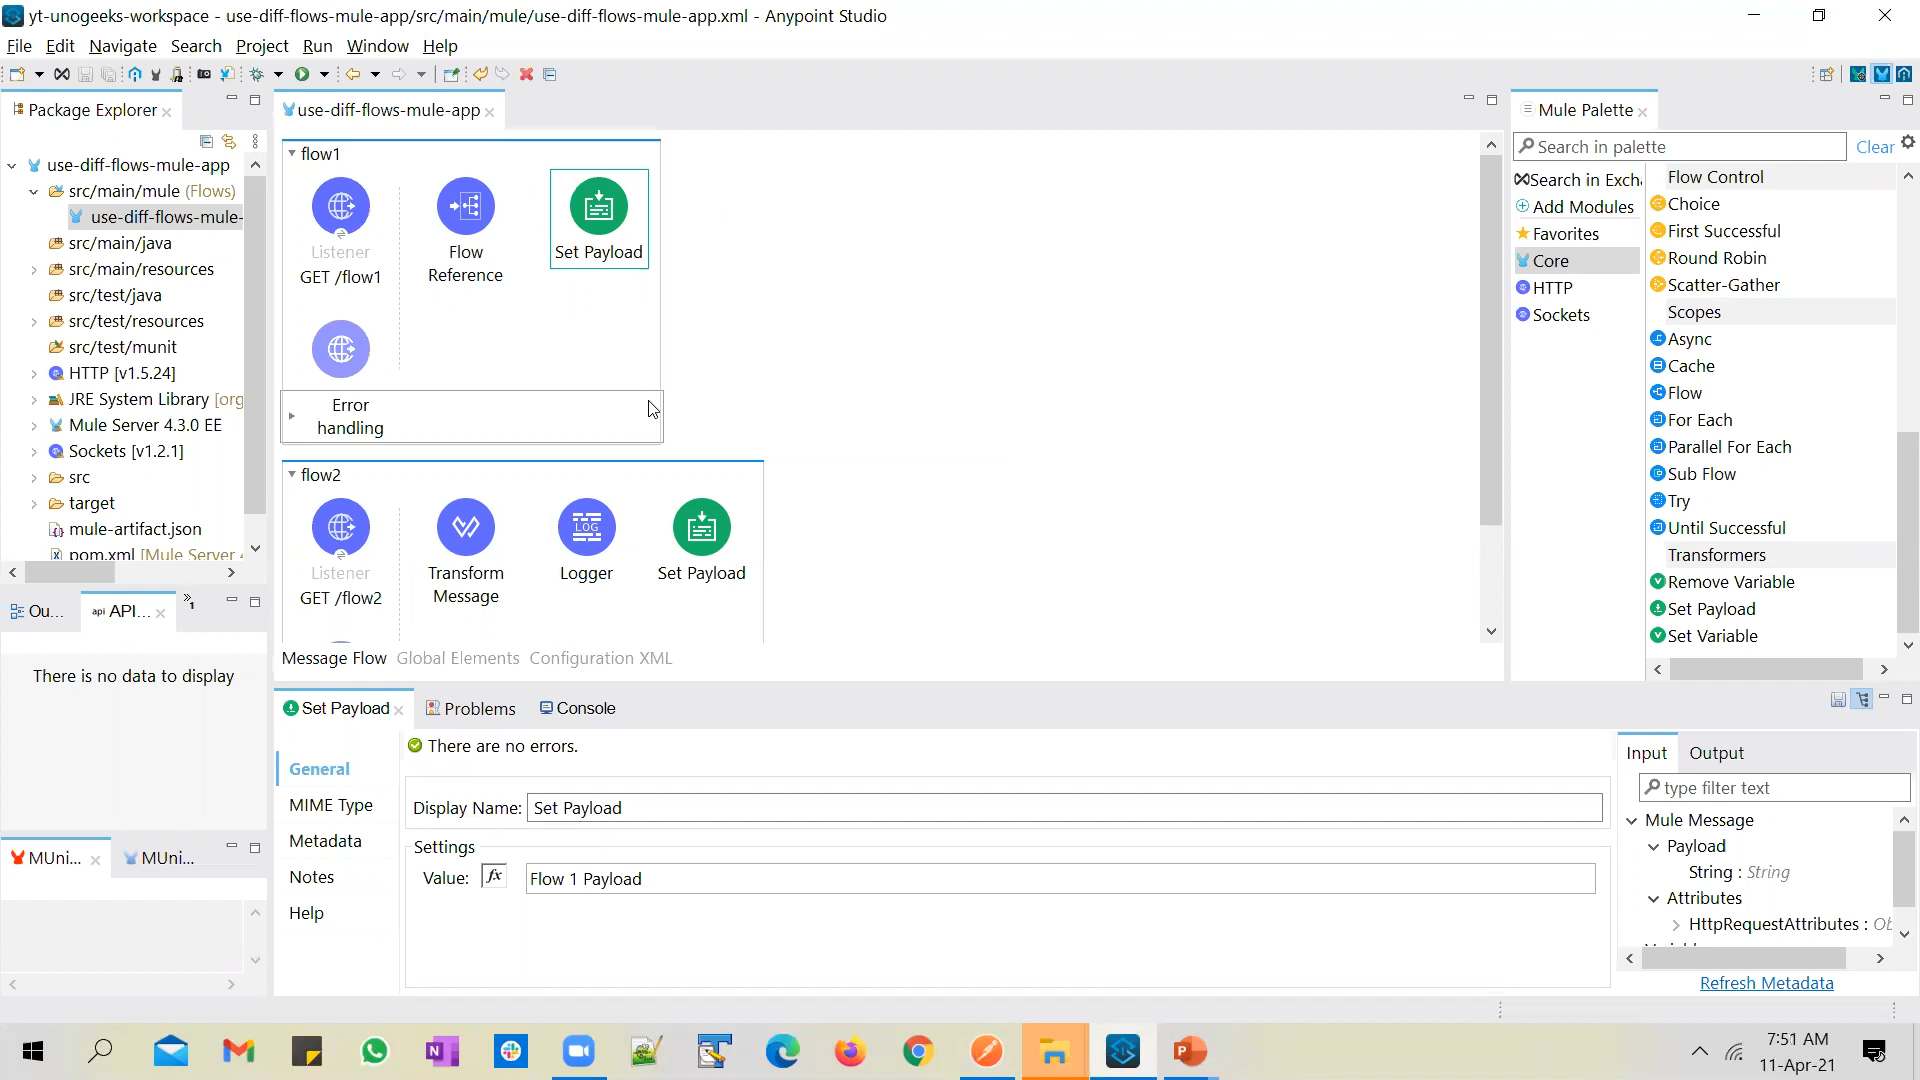 yt-unogeeks-workspace - use-diff-flows-mule-app/src/main/mule/use-diff-flows-mule-app.xml - Anypoint Studio
File Edit Navigate Search Project Run Window Help
Package Explorer
use-diff-flows-mule-app
src/main/mule (Flows)
use-diff-flows-mule-
src/main/java
src/main/resources
src/test/java
src/test/resources
src/test/munit
HTTP [v1.5.24]
JRE System Library [org
Mule Server 4.3.0 EE
Sockets [v1.2.1]
src
target
mule-artifact.json
pom.xml [Mule Server
Ou...
API...
There is no data to display
MUni...
MUni...
use-diff-flows-mule-app
flow1
Listener
GET /flow1
Flow
Reference
Set Payload
Error
handling
flow2
Listener
GET /flow2
Transform
Message
LOG
Logger
Set Payload
Message Flow Global Elements Configuration XML
Mule Palette
Search in palette
Clear
Search in Excha
Add Modules
Favorites
Core
HTTP
Sockets
Flow Control
Choice
First Successful
Round Robin
Scatter-Gather
Scopes
Async
Cache
Flow
For Each
Parallel For Each
Sub Flow
Try
Until Successful
Transformers
Remove Variable
Set Payload
Set Variable
Set Payload
Problems
Console
There are no errors.
General
MIME Type
Metadata
Notes
Help
Display Name: Set Payload
Settings
Value: fx Flow 1 Payload
Input Output
type filter text
Mule Message
Payload
String : String
Attributes
HttpRequestAttributes : Ob
Refresh Metadata
7:51 AM
11-Apr-21